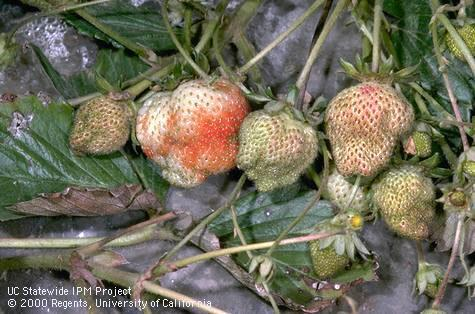 UC Statewide IPM Project
© 2000 Regents, University of California